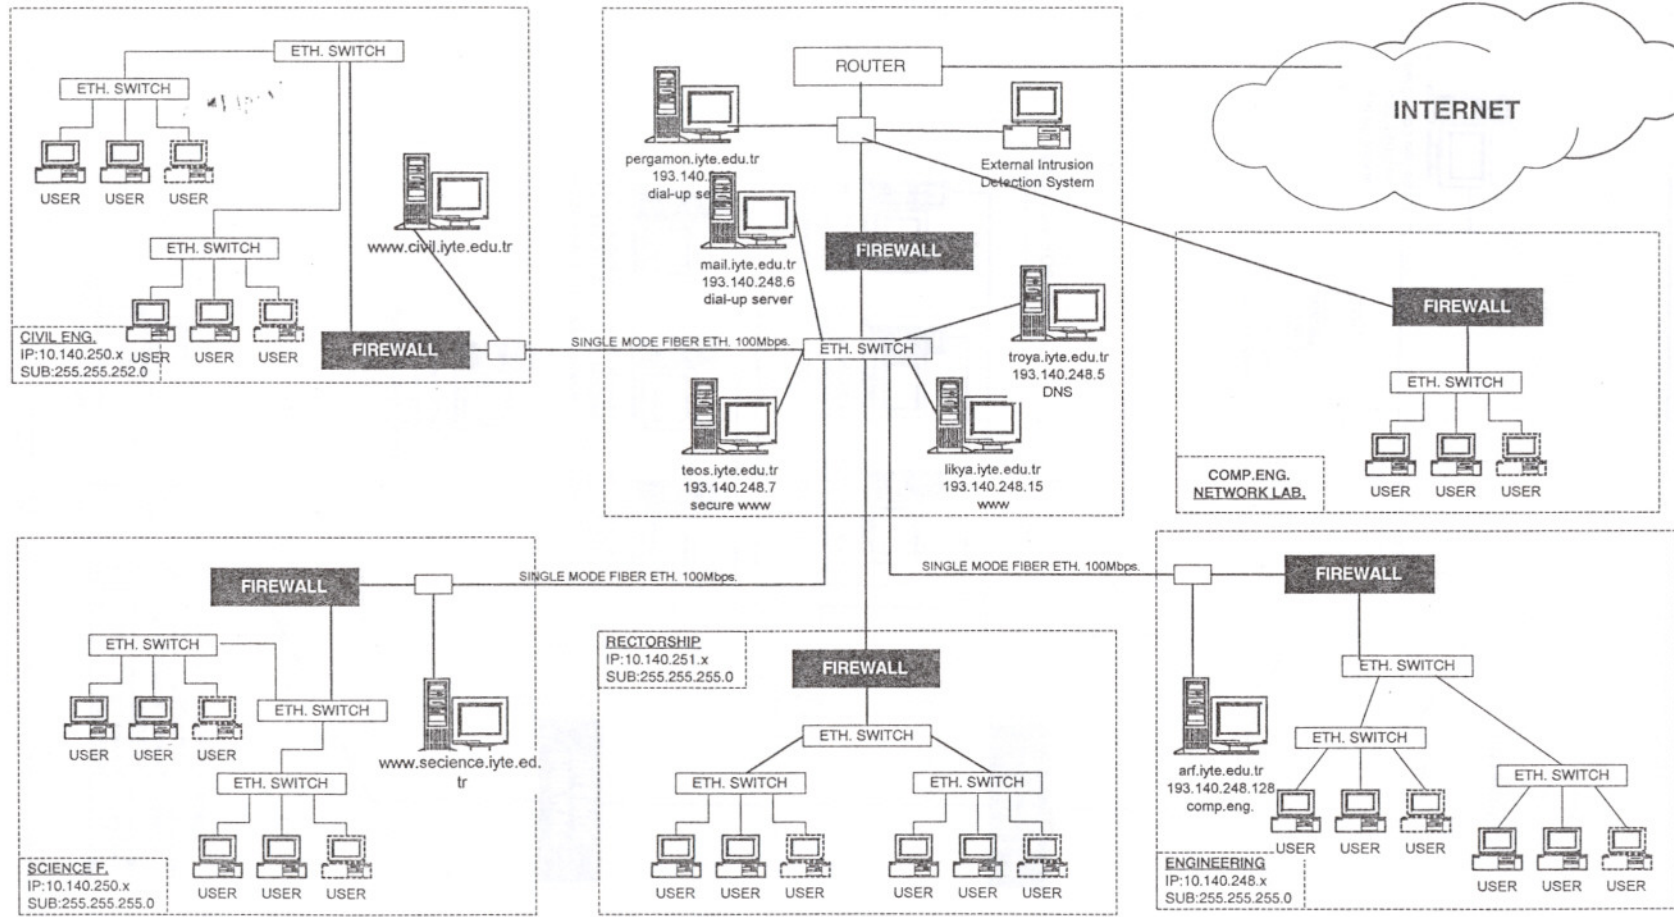 ETH. SWITCH
ETH. SWITCH
USER
USER
USER
ETH. SWITCH
USER
USER
USER
www.civil.iyte.edu.tr
FIREWALL
CIVIL ENG.
IP:10.140.250.x
SUB:255.255.252.0
SINGLE MODE FIBER ETH. 100Mbps.
ROUTER
INTERNET
pergamon.iyte.edu.tr
193.140.
dial-up
External Intrusion
Detection System
mail.iyte.edu.tr
193.140.248.6
dial-up server
FIREWALL
ETH. SWITCH
troya.iyte.edu.tr
193.140.248.5
DNS
teos.iyte.edu.tr
193.140.248.7
secure www
likya.iyte.edu.tr
193.140.248.15
www
FIREWALL
ETH. SWITCH
USER
USER
USER
COMP.ENG.
NETWORK LAB.
FIREWALL
SINGLE MODE FIBER ETH. 100Mbps.
ETH. SWITCH
USER
USER
USER
ETH. SWITCH
ETH. SWITCH
USER
USER
USER
www.secience.iyte.ed.
tr
SCIENCE F.
IP:10.140.250.x
SUB:255.255.255.0
RECTORSHIP
IP:10.140.251.x
SUB:255.255.255.0
FIREWALL
ETH. SWITCH
ETH. SWITCH
ETH. SWITCH
USER
USER
USER
USER
USER
USER
SINGLE MODE FIBER ETH. 100Mbps.
FIREWALL
ETH. SWITCH
arf.iyte.edu.tr
193.140.248.128
comp.eng.
ETH. SWITCH
USER
USER
USER
ETH. SWITCH
USER
USER
USER
ENGINEERING
IP:10.140.248.x
SUB:255.255.255.0